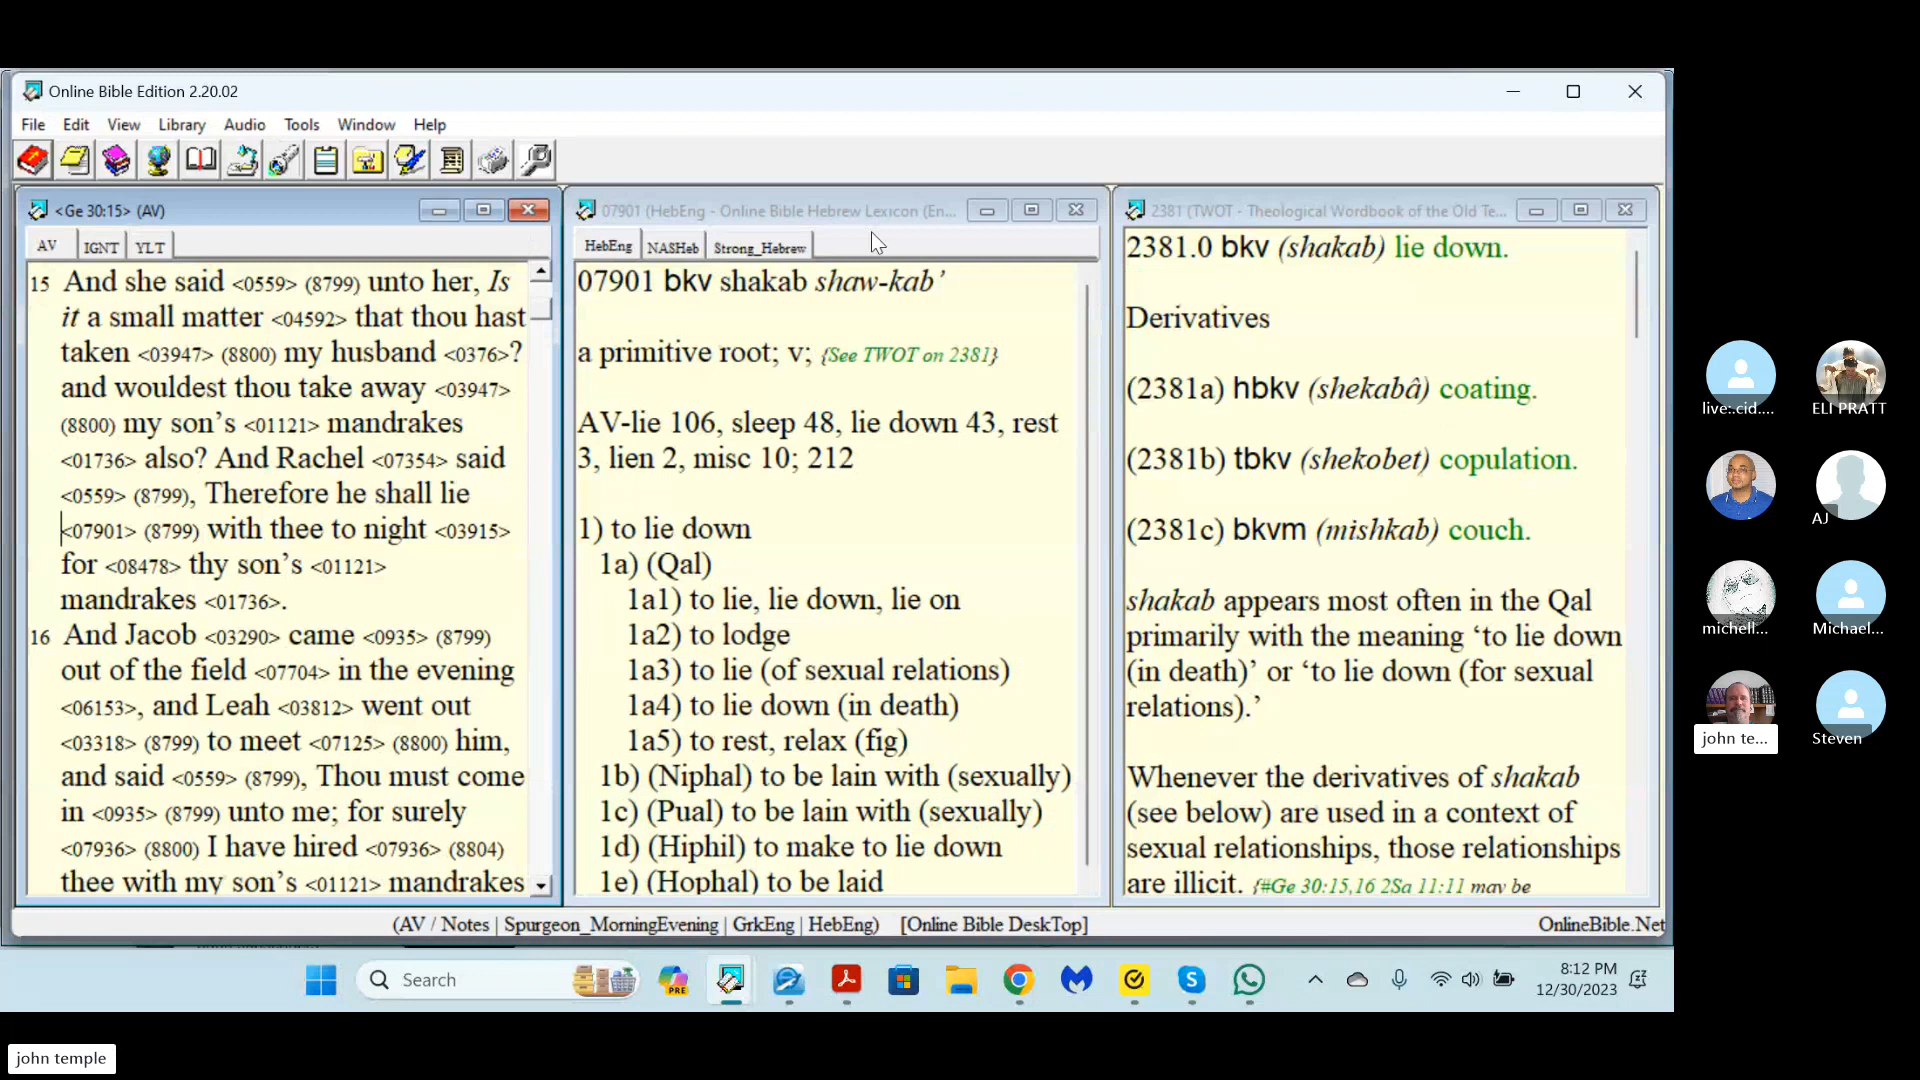 Online Bible Edition 2.20.02
File Edit View Library Audio Tools Window Help
<Ge 30:15> (AV)
AV IGNT YLT
15 And she said <0559> (8799) unto her, Is
it a small matter <04592> that thou hast
taken <03947> (8800) my husband <0376>?
and wouldest thou take away <03947>
(8800) my son’s <01121> mandrakes
<01736> also? And Rachel <07354> said
<0559> (8799), Therefore he shall lie
<07901> (8799) with thee to night <03915>
for <08478> thy son’s <01121>
mandrakes <01736>.
16 And Jacob <03290> came <0935> (8799)
out of the field <07704> in the evening
<06153>, and Leah <03812> went out
<03318> (8799) to meet <07125> (8800) him,
and said <0559> (8799), Thou must come
in <0935> (8799) unto me; for surely
<07936> (8800) I have hired <07936> (8804)
thee with my son’s <01121> mandrakes
07901 (HebEng - Online Bible Hebrew Lexicon (En...
HebEng NASHeb Strong_Hebrew
07901 bkv shakab shaw-kab’
a primitive root; v; {See TWOT on 2381}
AV-lie 106, sleep 48, lie down 43, rest
3, lien 2, misc 10; 212
1) to lie down
1a) (Qal)
1a1) to lie, lie down, lie on
1a2) to lodge
1a3) to lie (of sexual relations)
1a4) to lie down (in death)
1a5) to rest, relax (fig)
1b) (Niphal) to be lain with (sexually)
1c) (Pual) to be lain with (sexually)
1d) (Hiphil) to make to lie down
1e) (Hophal) to be laid
2381 (TWOT - Theological Wordbook of the Old Te...
2381.0 bkv (shakab) lie down.
Derivatives
(2381a) hbkv (shekabâ) coating.
(2381b) tbkv (shekobet) copulation.
(2381c) bkvm (mishkab) couch.
shakab appears most often in the Qal
primarily with the meaning ‘to lie down
(in death)’ or ‘to lie down (for sexual
relations).’
Whenever the derivatives of shakab
(see below) are used in a context of
sexual relationships, those relationships
are illicit. {#Ge 30:15,16 2Sa 11:11 may be
(AV / Notes | Spurgeon_MorningEvening | GrkEng | HebEng) [Online Bible DeskTop]
OnlineBible.Net
Search
PRE
8:12 PM
12/30/2023
live:.cid....
ELI PRATT
AJ
michell...
Michael...
john te...
Steven
john temple